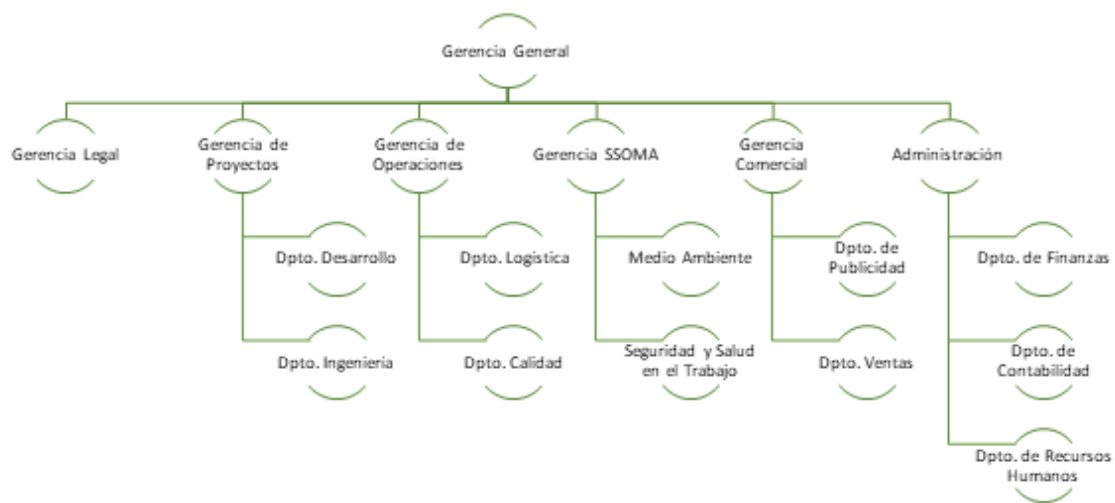 Gerencia General
Gerencia Legal
Gerencia de
Proyectos
Gerencia de
Operaciones
Gerencia SSOMA
Gerencia
Comercial
Administración
Dpto. Desarrollo
Dpto. Logística
Medio Ambiente
Dpto. de
Publicidad
Dpto. de Finanzas
Dpto. Ingeniería
Dpto. Calidad
Seguridad y Salud
en el Trabajo
Dpto. Ventas
Dpto. de
Contabilidad
Dpto. de Recursos
Humanos